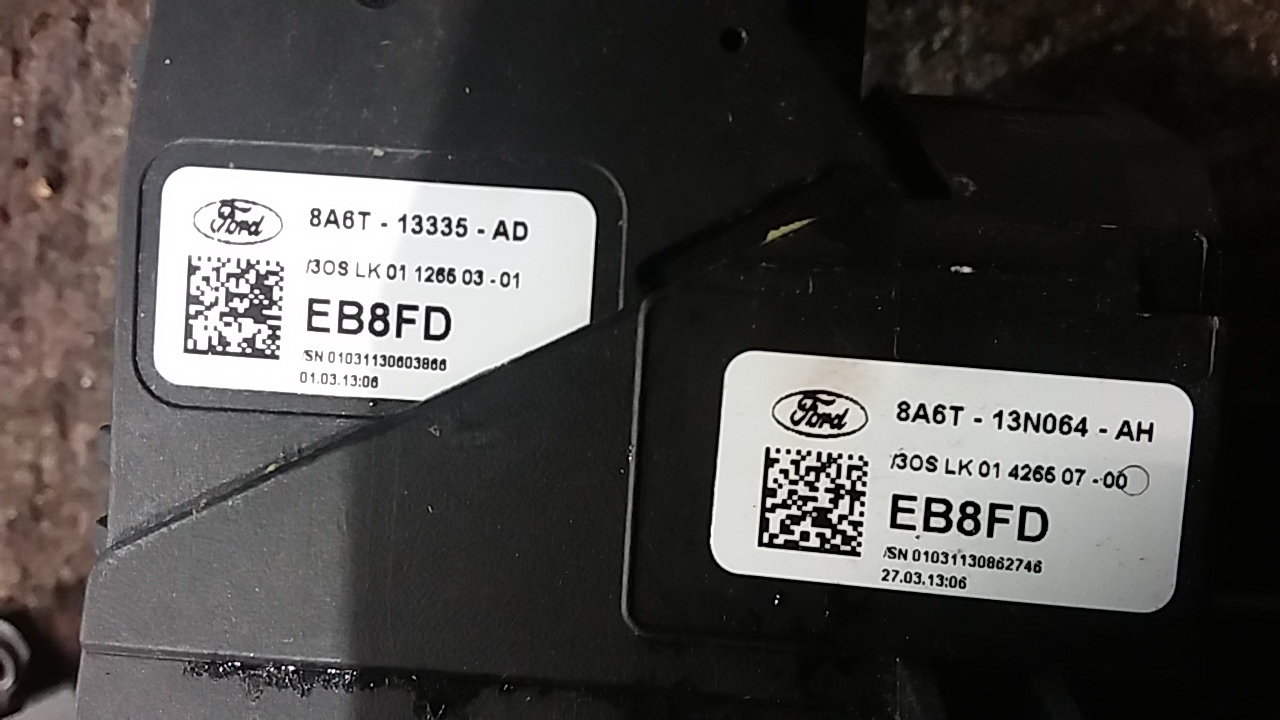 Ford
8A6T - 13335 - AD
/3OS LK 01 1266 03 - 01
EB8FD
/SN 01031130603866
01.03.13:06
Ford
8A6T - 13N064 - AH
/3OS LK 01 4266 07 - 00
EB8FD
/SN 01031130862746
27.03.13:06